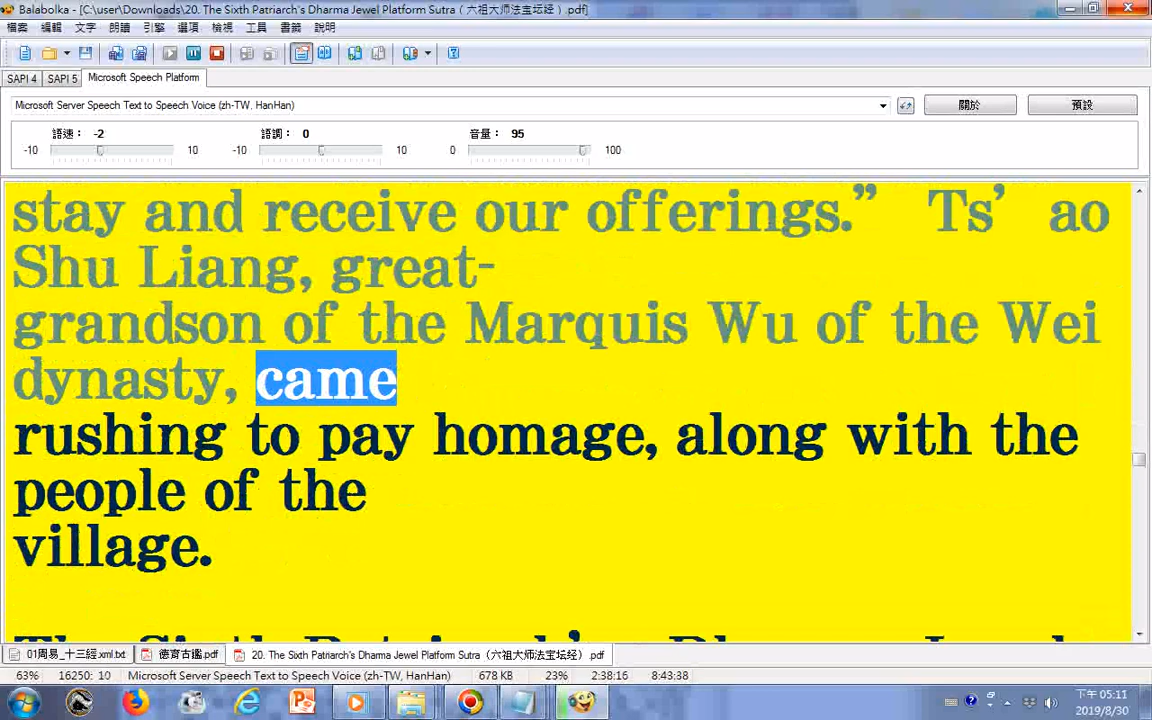 Balabolka - [C:\user\Downloads\20. The Sixth Patriarch's Dharma Jewel Platform Sutra（六祖大师法宝坛经）.pdf]
檔案 編輯 文字 朗讀 引擎 選項 檢視 工具 書籤 說明
SAPI 4 SAPI 5 Microsoft Speech Platform
Microsoft Server Speech Text to Speech Voice (zh-TW, HanHan) 關於 預設
語速： -2 語調： 0 音量： 95
-10 10 -10 10 0 100
stay and receive our offerings.” Ts’ ao
Shu Liang, great-
grandson of the Marquis Wu of the Wei
dynasty, came
rushing to pay homage, along with the
people of the
village.
The Sixth Patriarch’s Dharma Jewel
01周易_十三經.xml.txt 德育古鑑.pdf 20. The Sixth Patriarch's Dharma Jewel Platform Sutra（六祖大师法宝坛经）.pdf
63% 16250: 10 Microsoft Server Speech Text to Speech Voice (zh-TW, HanHan) 678 KB 23% 2:38:16 8:43:38
下午 05:11
2019/8/30